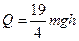 Q = 19/4 mgh